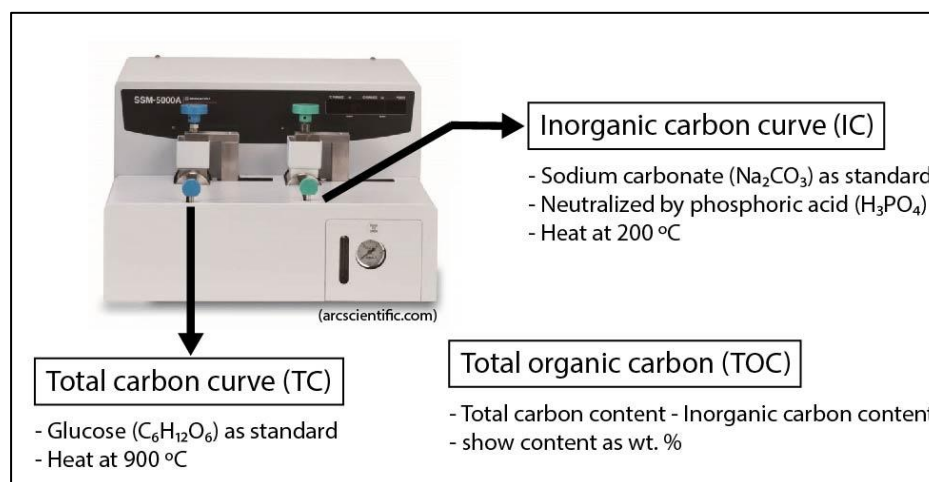 SSM-5000A
Inorganic carbon curve (IC)
- Sodium carbonate (Na₂CO₃) as standard
- Neutralized by phosphoric acid (H₃PO₄)
- Heat at 200 ºC
(arcscientific.com)
Total carbon curve (TC)
- Glucose (C₆H₁₂O₆) as standard
- Heat at 900 ºC
Total organic carbon (TOC)
- Total carbon content - Inorganic carbon content
- show content as wt. %